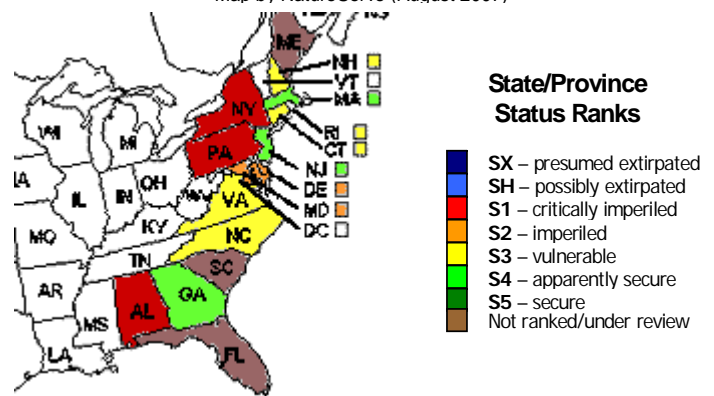 ME
NH
VT
MA
NY
RI
CT
WI
MI
PA
NJ
IA
OH
DE
IL
IN
MD
VA
DC
KY
MO
NC
TN
SC
AR
GA
AL
MS
LA
FL
State/Province
Status Ranks
SX – presumed extirpated
SH – possibly extirpated
S1 – critically imperiled
S2 – imperiled
S3 – vulnerable
S4 – apparently secure
S5 – secure
Not ranked/under review